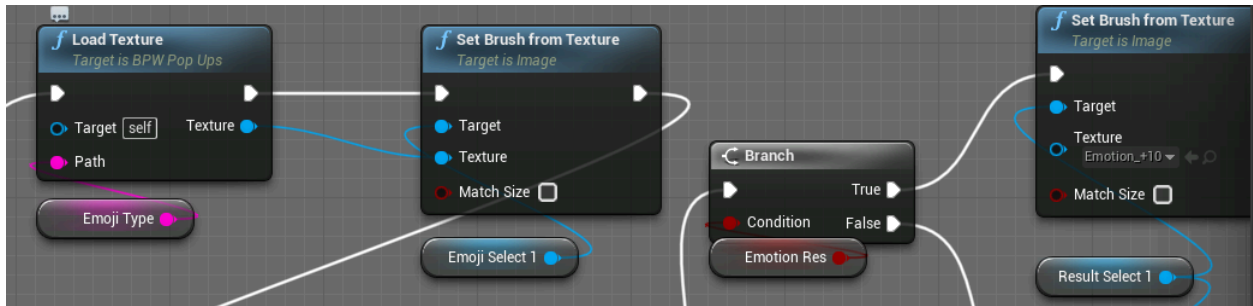 Load Texture
Target is BPW Pop Ups
Target self Texture
Path
Emoji Type
Set Brush from Texture
Target is Image
Target
Texture
Match Size
Emoji Select 1
Branch
True
Condition False
Emotion Res
Set Brush from Texture
Target is Image
Target
Texture
Emotion_+10
Match Size
Result Select 1